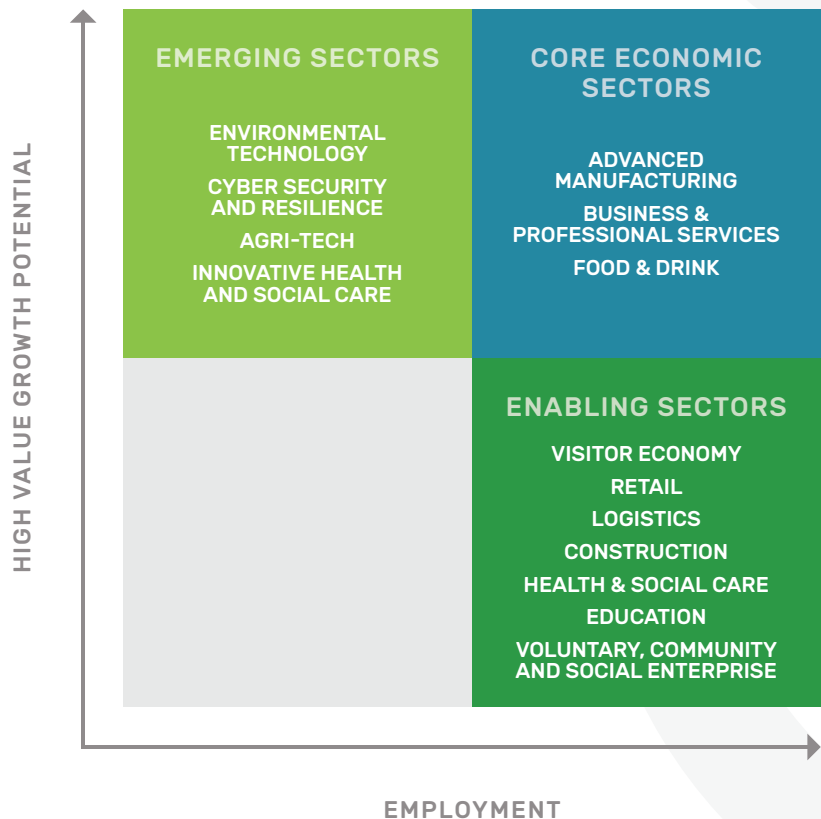 EMERGING SECTORS
ENVIRONMENTAL
TECHNOLOGY
CYBER SECURITY
AND RESILIENCE
AGRI-TECH
INNOVATIVE HEALTH
AND SOCIAL CARE
CORE ECONOMIC
SECTORS
ADVANCED
MANUFACTURING
BUSINESS &
PROFESSIONAL SERVICES
FOOD & DRINK
ENABLING SECTORS
VISITOR ECONOMY
RETAIL
LOGISTICS
CONSTRUCTION
HEALTH & SOCIAL CARE
EDUCATION
VOLUNTARY, COMMUNITY
AND SOCIAL ENTERPRISE
HIGH VALUE GROWTH POTENTIAL
EMPLOYMENT